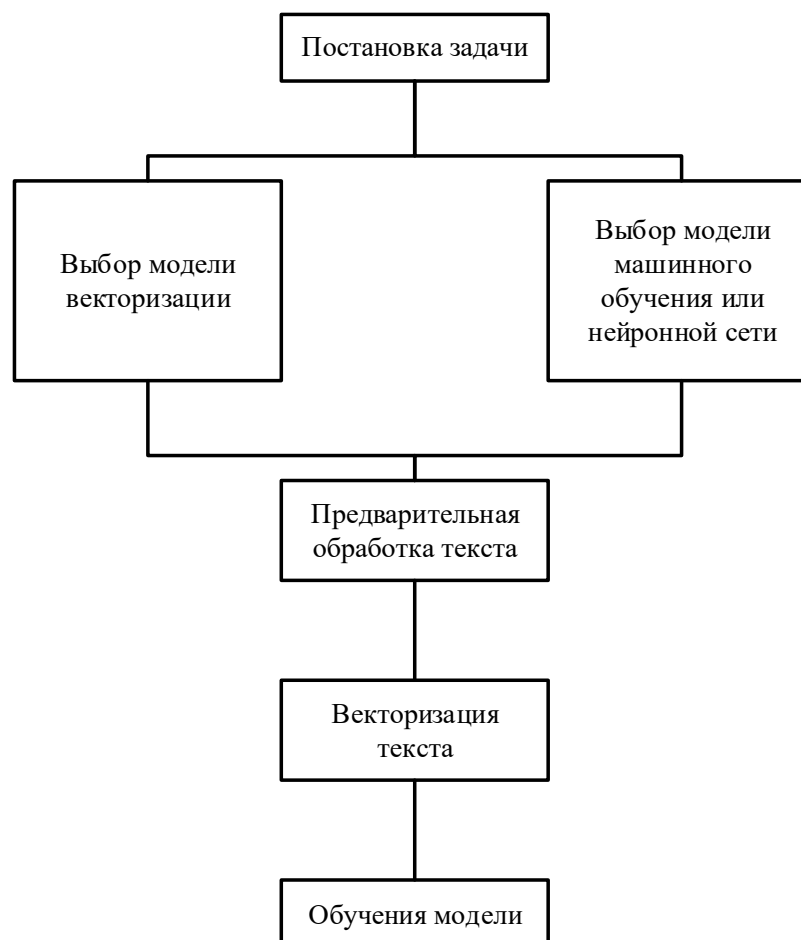 Постановка задачи
Выбор модели
векторизации
Выбор модели
машинного
обучения или
нейронной сети
Предварительная
обработка текста
Векторизация
текста
Обучения модели